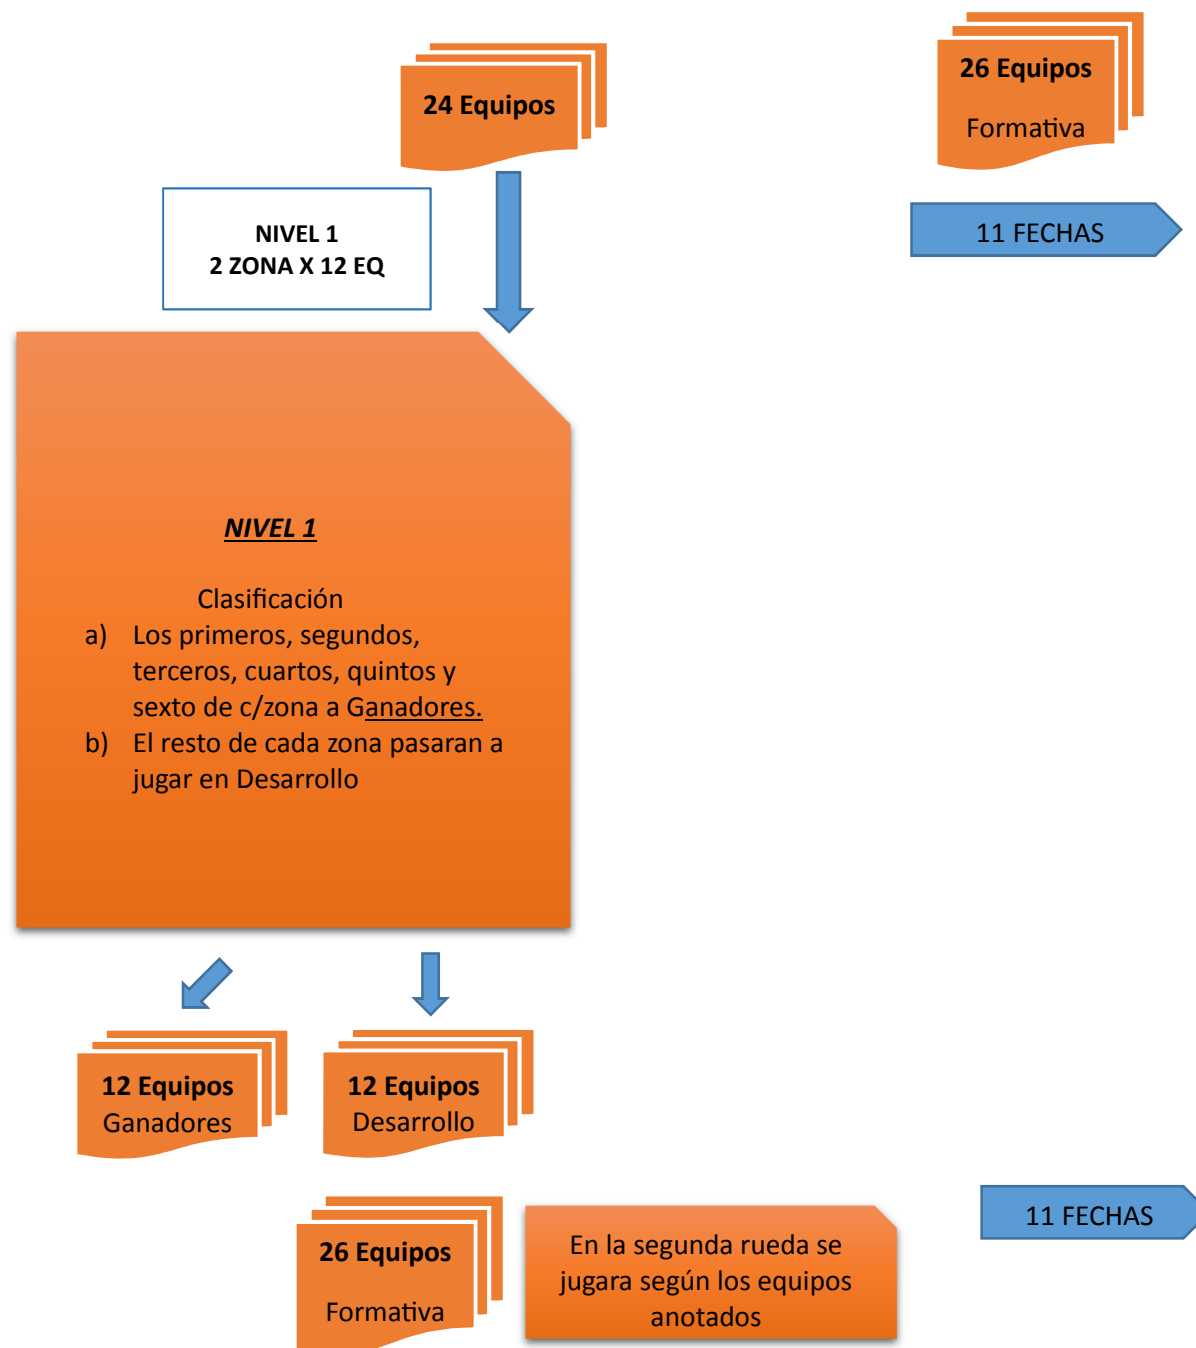 24 Equipos
26 Equipos
Formativa
NIVEL 1
2 ZONA X 12 EQ
11 FECHAS
NIVEL 1
Clasificación
a) Los primeros, segundos,
terceros, cuartos, quintos y
sexto de c/zona a Ganadores.
b) El resto de cada zona pasaran a
jugar en Desarrollo
12 Equipos
Ganadores
12 Equipos
Desarrollo
26 Equipos
Formativa
En la segunda rueda se
jugara según los equipos
anotados
11 FECHAS